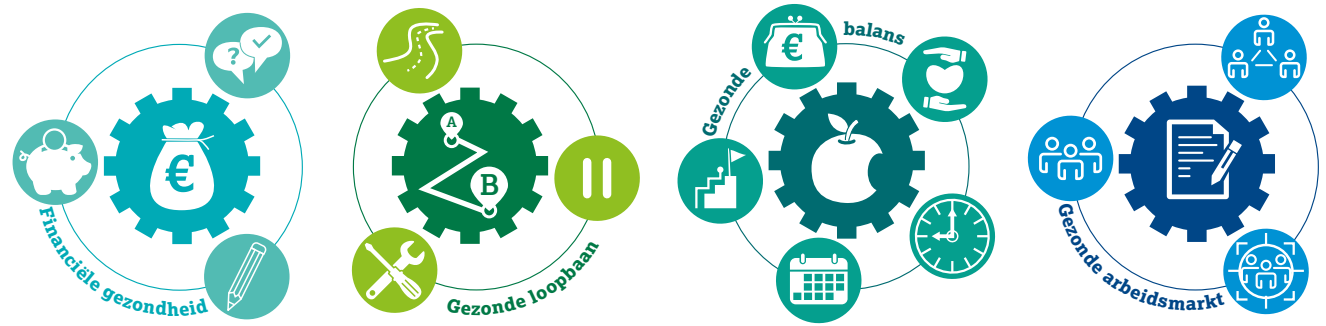 ?
€
Financiële gezondheid
A
B
Gezonde loopbaan
€
Gezonde balans
Gezonde arbeidsmarkt